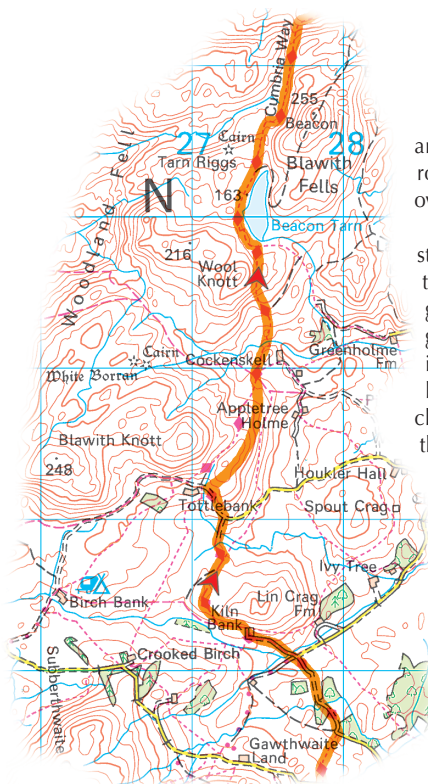 Cumbria Way
255
Beacon
27
28
Cairn
Tarn Riggs
Blawith
Fells
163
N
Beacon Tarn
Woodland Fell
216
Wool
Knott
Greenholme
Fm
Cairn
Cockenskell
White Borran
Appletree
Holme
Blawith Knott
248
Houkler Hall
Tottlebank
Spout Crag
Ivy Tree
Birch Bank
Lin Crag
Fm
Kiln
Bank
Crooked Birch
Subberthwaite
Gawthwaite
Land